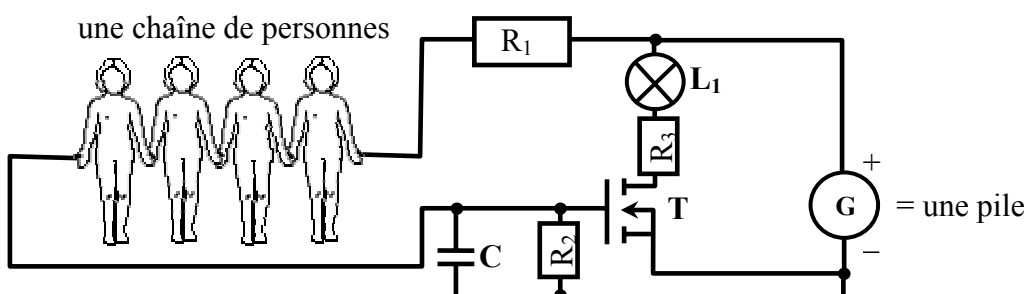 une chaîne de personnes
R₁
L₁
R₃
+
T
G
= une pile
C
R₂
−